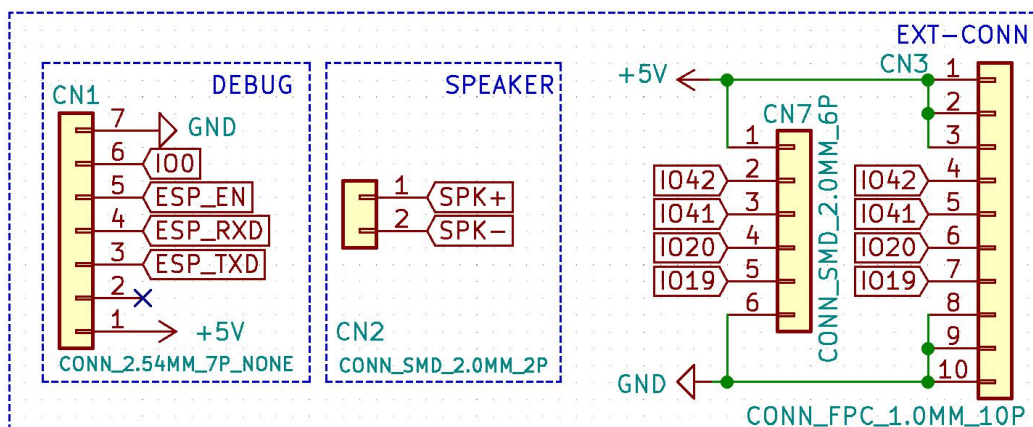 EXT-CONN
DEBUG
CN1
7 GND
6 IO0
5 ESP_EN
4 ESP_RXD
3 ESP_TXD
2
1 +5V
CONN_2.54MM_7P_NONE
SPEAKER
1 SPK+
2 SPK-
CN2
CONN_SMD_2.0MM_2P
+5V
CN7
1
IO42 2
IO41 3
IO20 4
IO19 5
6
CONN_SMD_2.0MM_6P
GND
CN3
1
2
3
IO42 4
IO41 5
IO20 6
IO19 7
8
9
10
CONN_FPC_1.0MM_10P